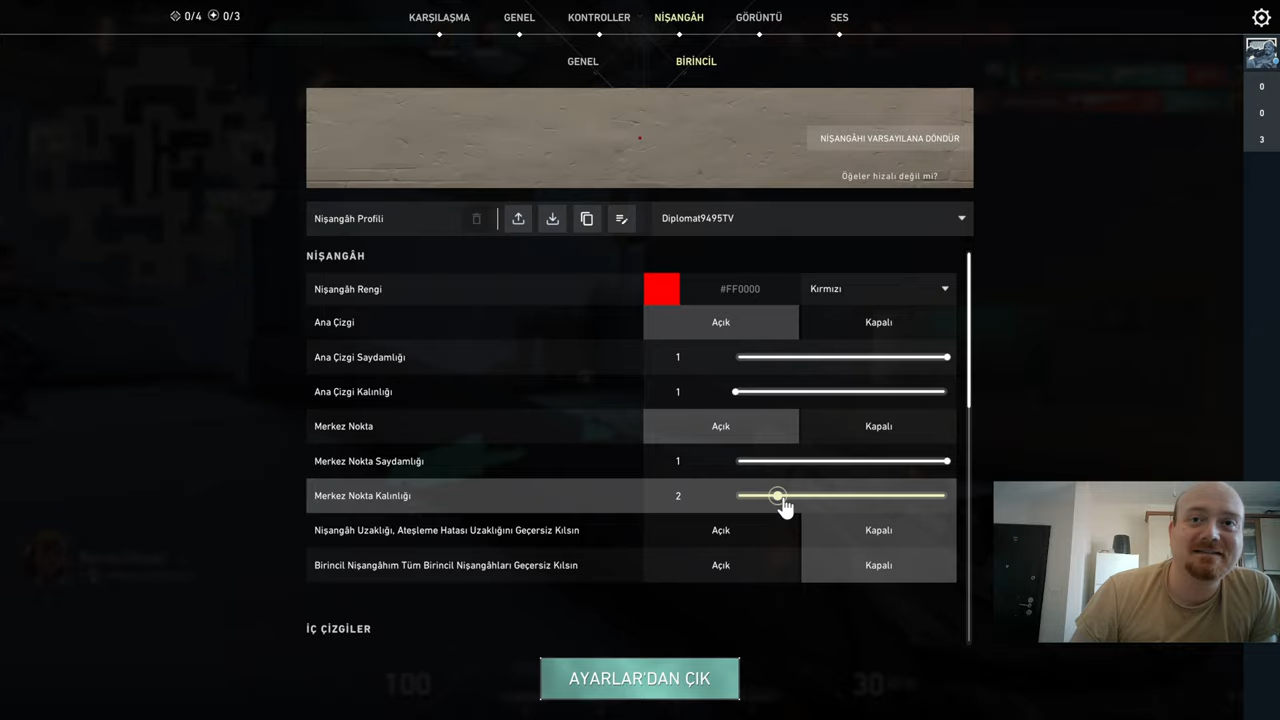 0/4 0/3
KARŞILAŞMA GENEL KONTROLLER NİŞANGÂH GÖRÜNTÜ SES
GENEL BİRİNCİL
NİŞANGÂHI VARSAYILANA DÖNDÜR
Öğeler hizalı değil mi?
Nişangâh Profili Diplomat9495TV
NİŞANGÂH
Nişangâh Rengi #FF0000 Kırmızı
Ana Çizgi Açık Kapalı
Ana Çizgi Saydamlığı 1
Ana Çizgi Kalınlığı 1
Merkez Nokta Açık Kapalı
Merkez Nokta Saydamlığı 1
Merkez Nokta Kalınlığı 2
Nişangâh Uzaklığı, Ateşleme Hatası Uzaklığını Geçersiz Kılsın Açık Kapalı
Birincil Nişangâhım Tüm Birincil Nişangâhları Geçersiz Kılsın Açık Kapalı
İÇ ÇİZGİLER
AYARLAR'DAN ÇIK
100 30
0
0
3